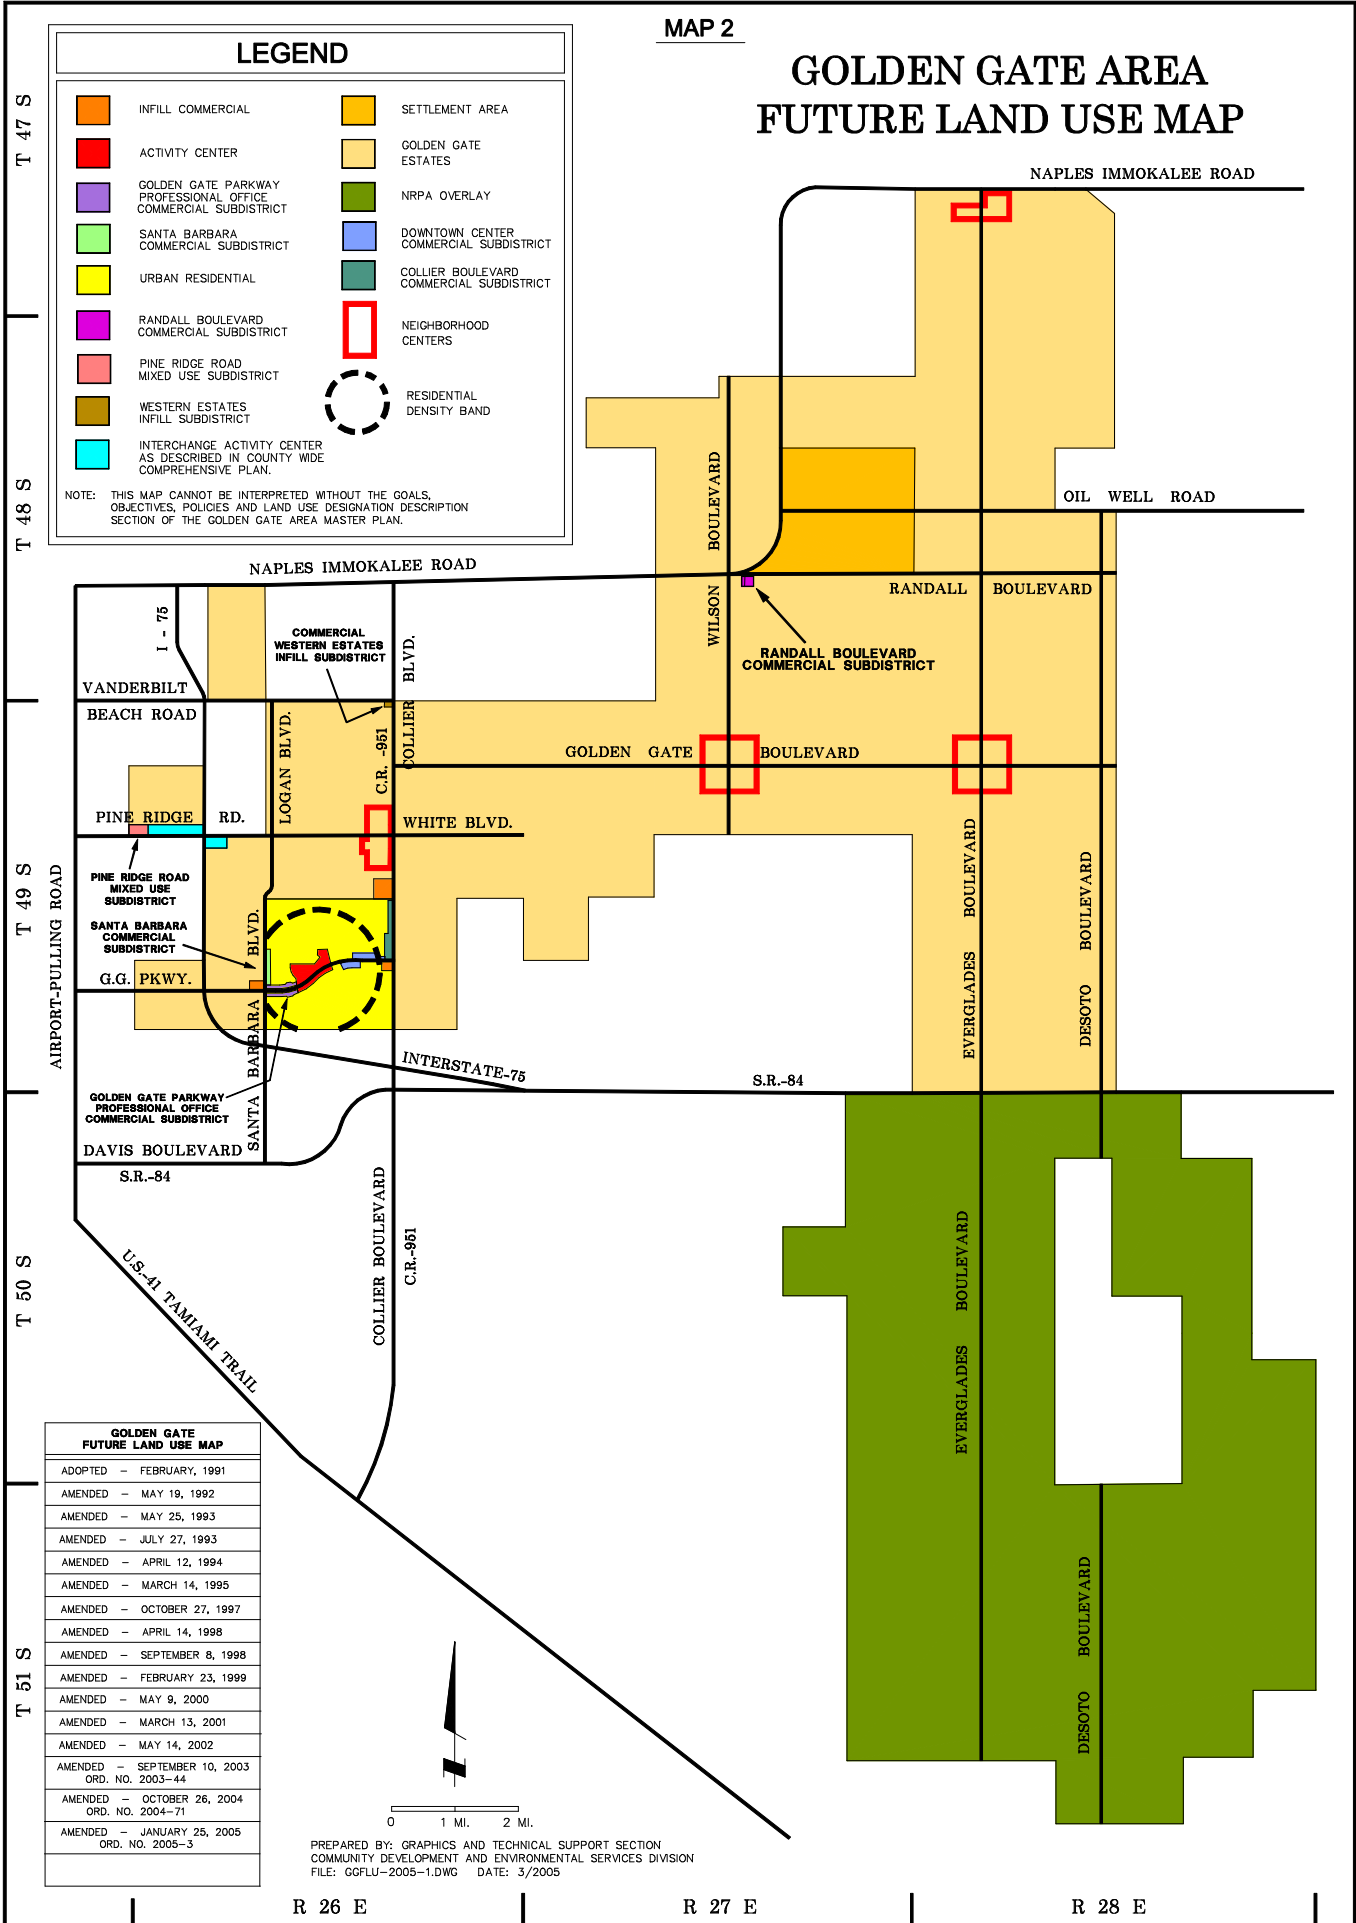 MAP 2
GOLDEN GATE AREA
FUTURE LAND USE MAP
LEGEND
INFILL COMMERCIAL
ACTIVITY CENTER
GOLDEN GATE PARKWAY
PROFESSIONAL OFFICE
COMMERCIAL SUBDISTRICT
SANTA BARBARA
COMMERCIAL SUBDISTRICT
URBAN RESIDENTIAL
RANDALL BOULEVARD
COMMERCIAL SUBDISTRICT
PINE RIDGE ROAD
MIXED USE SUBDISTRICT
WESTERN ESTATES
INFILL SUBDISTRICT
INTERCHANGE ACTIVITY CENTER
AS DESCRIBED IN COUNTY WIDE
COMPREHENSIVE PLAN.
SETTLEMENT AREA
GOLDEN GATE
ESTATES
NRPA OVERLAY
DOWNTOWN CENTER
COMMERCIAL SUBDISTRICT
COLLIER BOULEVARD
COMMERCIAL SUBDISTRICT
NEIGHBORHOOD
CENTERS
RESIDENTIAL
DENSITY BAND
NOTE: THIS MAP CANNOT BE INTERPRETED WITHOUT THE GOALS,
OBJECTIVES, POLICIES AND LAND USE DESIGNATION DESCRIPTION
SECTION OF THE GOLDEN GATE AREA MASTER PLAN.
T 47 S
T 48 S
T 49 S
T 50 S
T 51 S
NAPLES IMMOKALEE ROAD
OIL WELL ROAD
WILSON BOULEVARD
RANDALL BOULEVARD
RANDALL BOULEVARD
COMMERCIAL SUBDISTRICT
NAPLES IMMOKALEE ROAD
I - 75
COMMERCIAL
WESTERN ESTATES
INFILL SUBDISTRICT
COLLIER BLVD.
C.R. -951
VANDERBILT
BEACH ROAD
LOGAN BLVD.
GOLDEN GATE BOULEVARD
PINE RIDGE RD.
WHITE BLVD.
AIRPORT-PULLING ROAD
PINE RIDGE ROAD
MIXED USE
SUBDISTRICT
SANTA BARBARA
COMMERCIAL
SUBDISTRICT
G.G. PKWY.
SANTA BARBARA BLVD.
EVERGLADES BOULEVARD
DESOTO BOULEVARD
INTERSTATE-75
S.R.-84
GOLDEN GATE PARKWAY
PROFESSIONAL OFFICE
COMMERCIAL SUBDISTRICT
DAVIS BOULEVARD
S.R.-84
COLLIER BOULEVARD
C.R.-951
U.S.-41 TAMIAMI TRAIL
EVERGLADES BOULEVARD
DESOTO BOULEVARD
GOLDEN GATE
FUTURE LAND USE MAP
ADOPTED – FEBRUARY, 1991
AMENDED – MAY 19, 1992
AMENDED – MAY 25, 1993
AMENDED – JULY 27, 1993
AMENDED – APRIL 12, 1994
AMENDED – MARCH 14, 1995
AMENDED – OCTOBER 27, 1997
AMENDED – APRIL 14, 1998
AMENDED – SEPTEMBER 8, 1998
AMENDED – FEBRUARY 23, 1999
AMENDED – MAY 9, 2000
AMENDED – MARCH 13, 2001
AMENDED – MAY 14, 2002
AMENDED – SEPTEMBER 10, 2003
ORD. NO. 2003–44
AMENDED – OCTOBER 26, 2004
ORD. NO. 2004–71
AMENDED – JANUARY 25, 2005
ORD. NO. 2005–3
0 1 MI. 2 MI.
PREPARED BY: GRAPHICS AND TECHNICAL SUPPORT SECTION
COMMUNITY DEVELOPMENT AND ENVIRONMENTAL SERVICES DIVISION
FILE: GGFLU–2005–1.DWG DATE: 3/2005
R 26 E
R 27 E
R 28 E